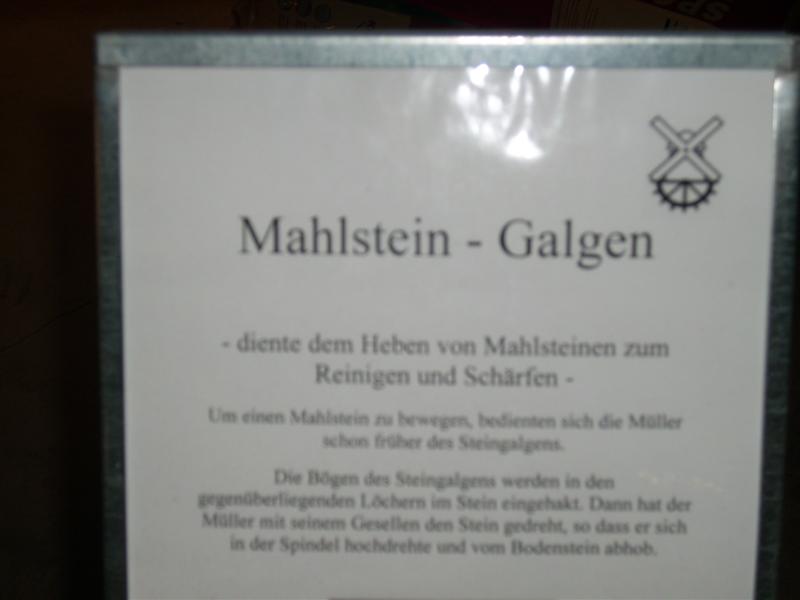 Mahlstein - Galgen
- diente dem Heben von Mahlsteinen zum
Reinigen und Schärfen -
Um einen Mahlstein zu bewegen, bedienten sich die Müller
schon früher des Steingalgens.
Die Bögen des Steingalgens werden in den
gegenüberliegenden Löchern im Stein eingehakt. Dann hat der
Müller mit seinem Gesellen den Stein gedreht, so dass er sich
in der Spindel hochdrehte und vom Bodenstein abhob.